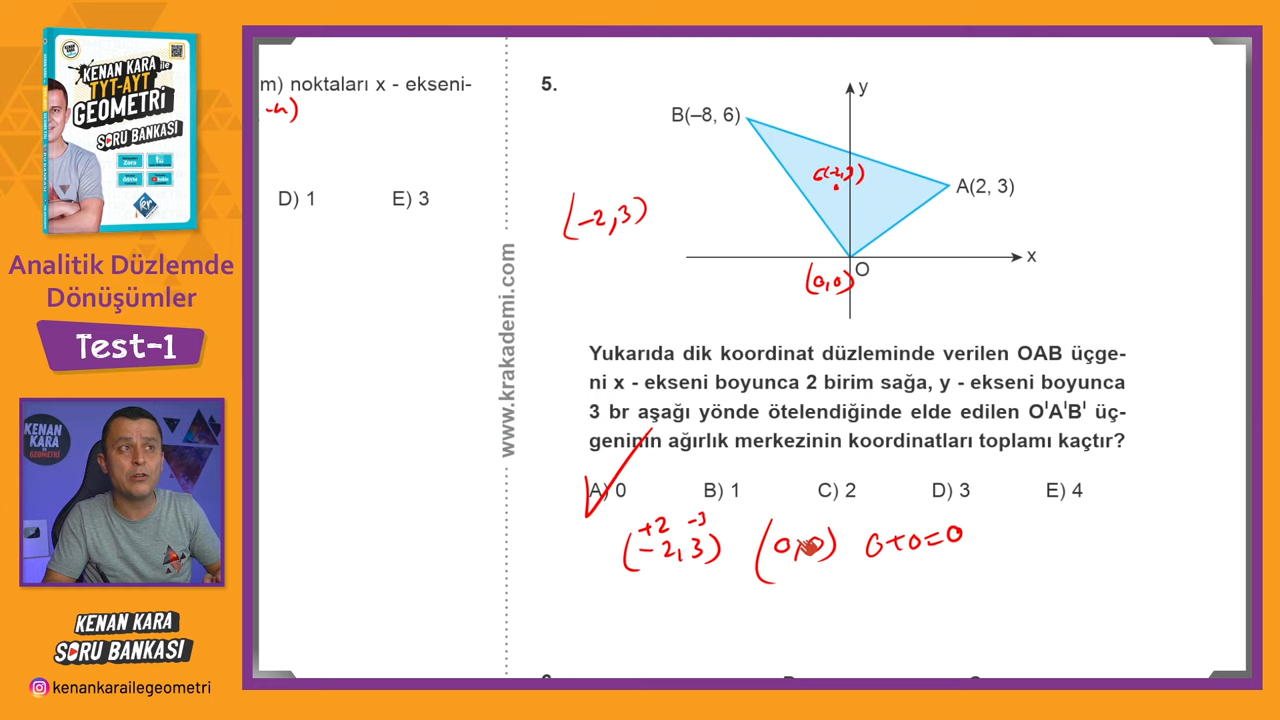 KENAN KARA ile
TYT-AYT
GEOMETRİ
SORU BANKASI
Analitik Düzlemde
Dönüşümler
Test-1
KENAN
KARA
GEOMETRİ
KENAN KARA
SORU BANKASI
kenankarailegeometri
m) noktaları x - ekseni-
-n)
D) 1 E) 3
www.krakademi.com
5.
y
B(–8, 6)
G(-2,3)
A(2, 3)
(-2,3)
x
O
(0,0)
Yukarıda dik koordinat düzleminde verilen OAB üçge-
ni x - ekseni boyunca 2 birim sağa, y - ekseni boyunca
3 br aşağı yönde ötelendiğinde elde edilen OᴵAᴵBᴵ üç-
geninin ağırlık merkezinin koordinatları toplamı kaçtır?
A) 0 B) 1 C) 2 D) 3 E) 4
+2 -3
(-2,3) (0,0) 0+0=0